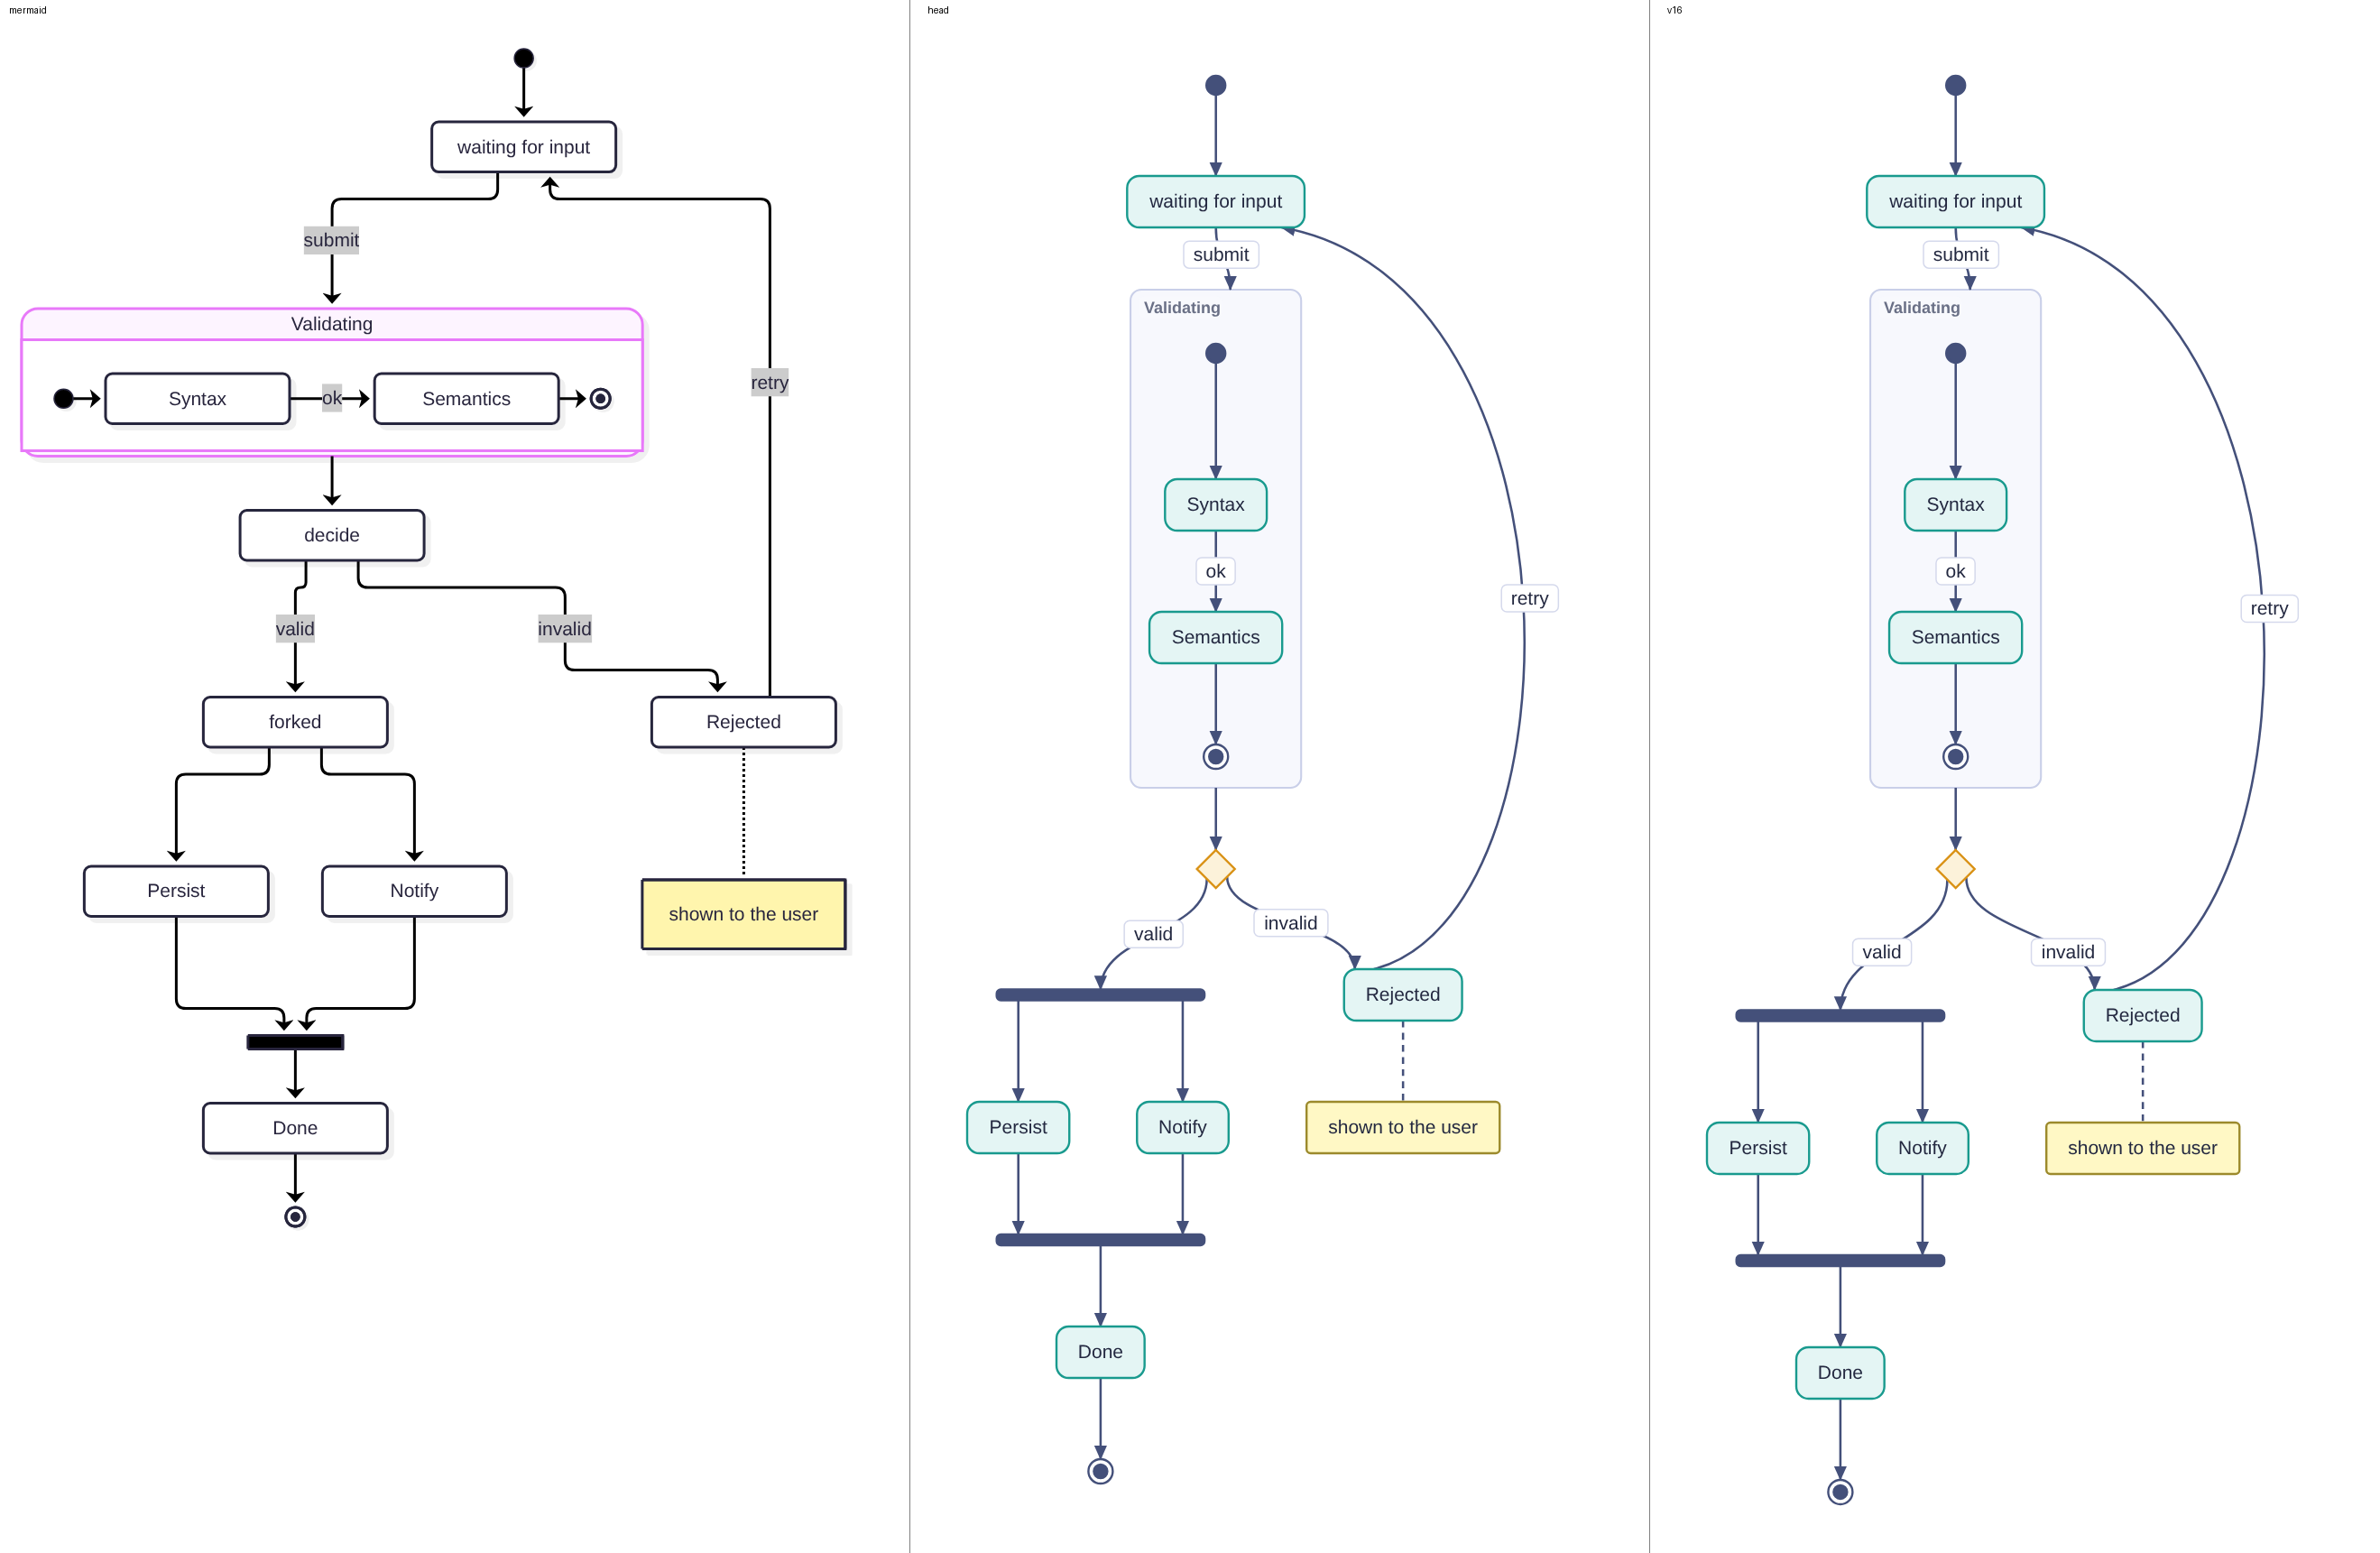 mermaid
waiting for input
submit
Validating
Syntax
ok
Semantics
retry
decide
valid
invalid
forked
Rejected
Persist
Notify
shown to the user
Done
head
waiting for input
submit
Validating
Syntax
ok
retry
Semantics
valid
invalid
Rejected
Persist
Notify
shown to the user
Done
v16
waiting for input
submit
Validating
Syntax
ok
retry
Semantics
valid
invalid
Rejected
Persist
Notify
shown to the user
Done